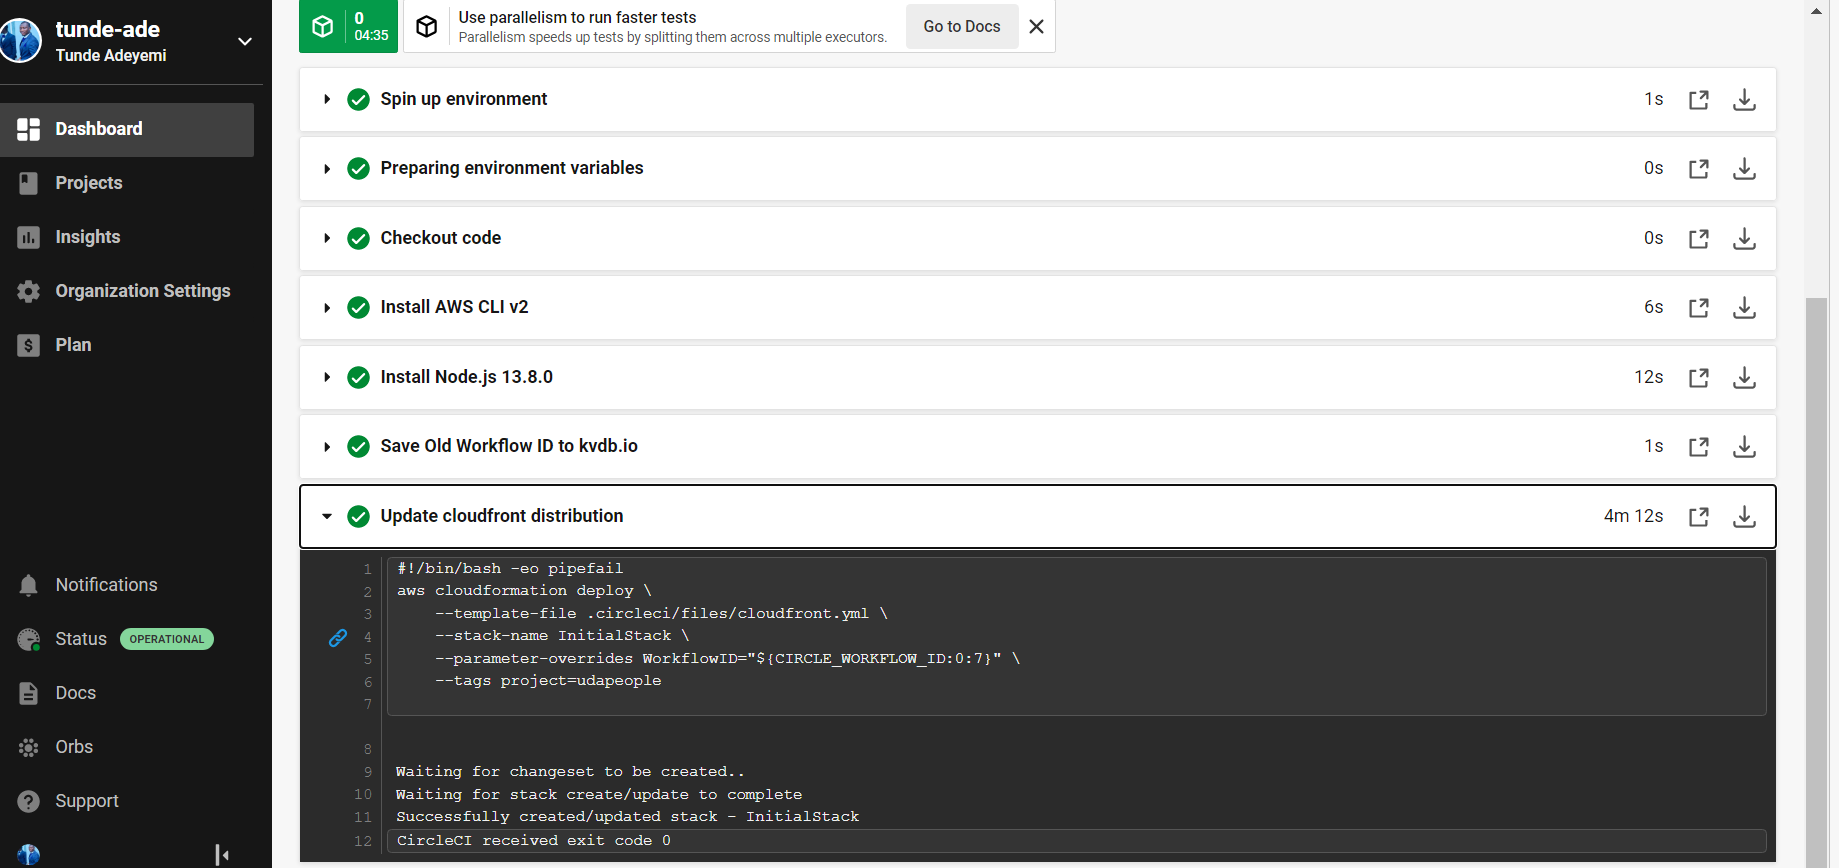 tunde-ade
Tunde Adeyemi
Dashboard
Projects
Insights
Organization Settings
Plan
Notifications
Status OPERATIONAL
Docs
Orbs
Support
0
04:35
Use parallelism to run faster tests
Parallelism speeds up tests by splitting them across multiple executors.
Go to Docs
Spin up environment 1s
Preparing environment variables 0s
Checkout code 0s
Install AWS CLI v2 6s
Install Node.js 13.8.0 12s
Save Old Workflow ID to kvdb.io 1s
Update cloudfront distribution 4m 12s
1 #!/bin/bash -eo pipefail
2 aws cloudformation deploy \
3 --template-file .circleci/files/cloudfront.yml \
4 --stack-name InitialStack \
5 --parameter-overrides WorkflowID="${CIRCLE_WORKFLOW_ID:0:7}" \
6 --tags project=udapeople
7
8
9 Waiting for changeset to be created..
10 Waiting for stack create/update to complete
11 Successfully created/updated stack - InitialStack
12 CircleCI received exit code 0